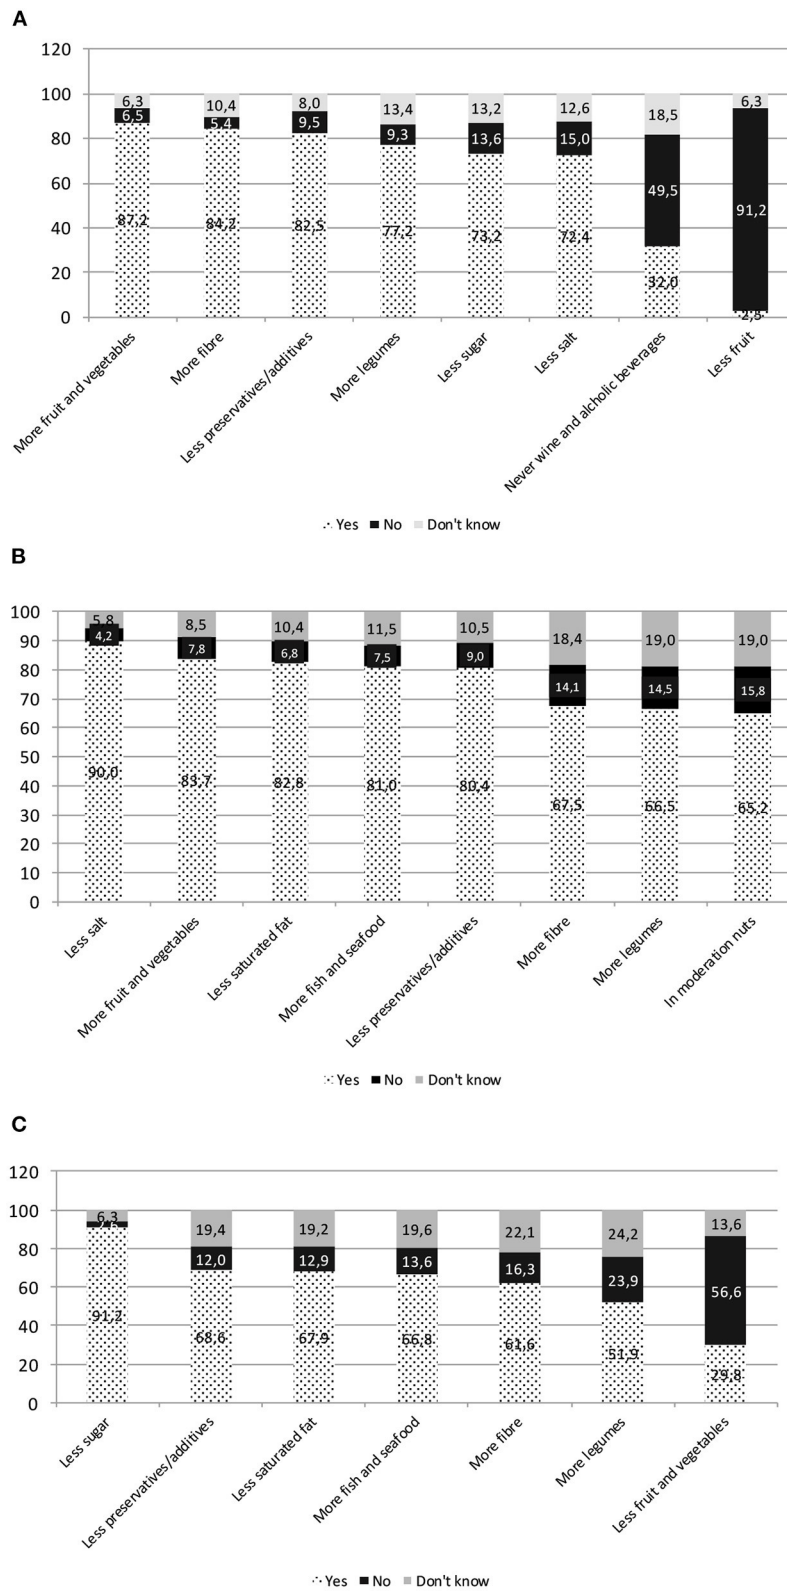 A
120
100
80
60
40
20
0
6,3 10,4 8,0 13,4 13,2 12,6 18,5 6,3
6,5 5,4 9,5 9,3 13,6 15,0 49,5 91,2
87,2 84,2 82,5 77,2 73,2 72,4 32,0 2,5
More fruit and vegetables
More fibre
Less preservatives/additives
More legumes
Less sugar
Less salt
Never wine and alcholic beverages
Less fruit
Yes No Don't know
B
100
90
80
70
60
50
40
30
20
10
0
5,8 8,5 10,4 11,5 10,5 18,4 19,0 19,0
4,2 7,8 6,8 7,5 9,0 14,1 14,5 15,8
90,0 83,7 82,8 81,0 80,4 67,5 66,5 65,2
Less salt
More fruit and vegetables
Less saturated fat
More fish and seafood
Less preservatives/additives
More fibre
More legumes
In moderation nuts
Yes No Don't know
C
120
100
80
60
40
20
0
6,3 19,4 19,2 19,6 22,1 24,2 13,6
12,0 12,9 13,6 16,3 23,9 56,6
91,2 68,6 67,9 66,8 61,6 51,9 29,8
Less sugar
Less preservatives/additives
Less saturated fat
More fish and seafood
More fibre
More legumes
Less fruit and vegetables
Yes No Don't know